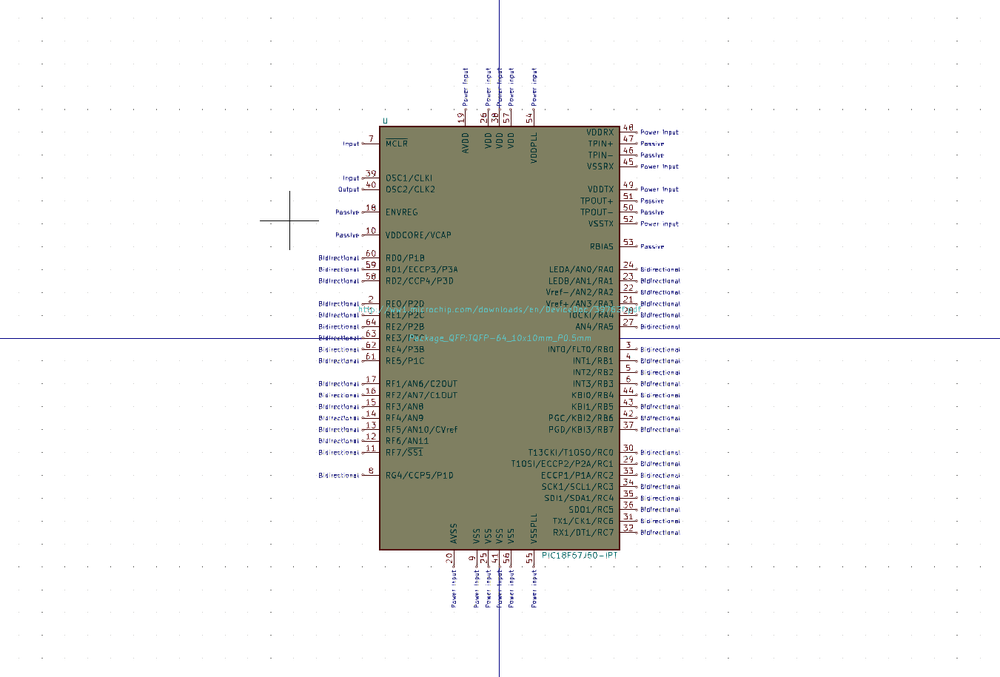 U
Power Input
Power input
Power Input
Power input
Power input
19
26
38
57
54
AVDD
VDD
VDD
VDD
VDDPLL
Input 7 MCLR
Input 39 OSC1/CLKI
Output 40 OSC2/CLK2
Passive 18 ENVREG
Passive 10 VDDCORE/VCAP
Bidirectional 60 RD0/P1B
Bidirectional 59 RD1/ECCP3/P3A
Bidirectional 58 RD2/CCP4/P3D
Bidirectional 2 RE0/P2D
Bidirectional 1 RE1/P2C
Bidirectional 64 RE2/P2B
Bidirectional 63
Bidirectional 62 RE4/P3B
Bidirectional 61 RE5/P1C
Bidirectional 17 RF1/AN6/C2OUT
Bidirectional 16 RF2/AN7/C1OUT
Bidirectional 15 RF3/AN8
Bidirectional 14 RF4/AN9
Bidirectional 13 RF5/AN10/CVref
Bidirectional 12 RF6/AN11
Bidirectional 11 RF7/SS1
Bidirectional 8 RG4/CCP5/P1D
VDDRX 48 Power Input
TPIN+ 47 Passive
TPIN- 46 Passive
VSSRX 45 Power Input
VDDTX 49 Power Input
TPOUT+ 51 Passive
TPOUT- 50 Passive
VSSTX 52 Power input
RBIAS 53 Passive
LEDA/AN0/RA0 24 Bidirectional
LEDB/AN1/RA1 23 Bidirectional
Vref-/AN2/RA2 22 Bidirectional
Vref+/AN3/RA3 21 Bidirectional
T0CKI/RA4 28 Bidirectional
AN4/RA5 27 Bidirectional
Package_QFP:TQFP-64_10x10mm_P0.5mm
INT0/FLT0/RB0 3 Bidirectional
INT1/RB1 4 Bidirectional
INT2/RB2 5 Bidirectional
INT3/RB3 6 Bidirectional
KBI0/RB4 44 Bidirectional
KBI1/RB5 43 Bidirectional
PGC/KBI2/RB6 42 Bidirectional
PGD/KBI3/RB7 37 Bidirectional
T13CKI/T1OSO/RC0 30 Bidirectional
T1OSI/ECCP2/P2A/RC1 29 Bidirectional
ECCP1/P1A/RC2 33 Bidirectional
SCK1/SCL1/RC3 34 Bidirectional
SDI1/SDA1/RC4 35 Bidirectional
SDO1/RC5 36 Bidirectional
TX1/CK1/RC6 31 Bidirectional
RX1/DT1/RC7 32 Bidirectional
AVSS
VSS
VSS
VSS
VSS
VSSPLL
PIC18F67J60-IPT
20
9
25
41
56
55
Power input
Power input
Power input
Power input
Power input
Power input